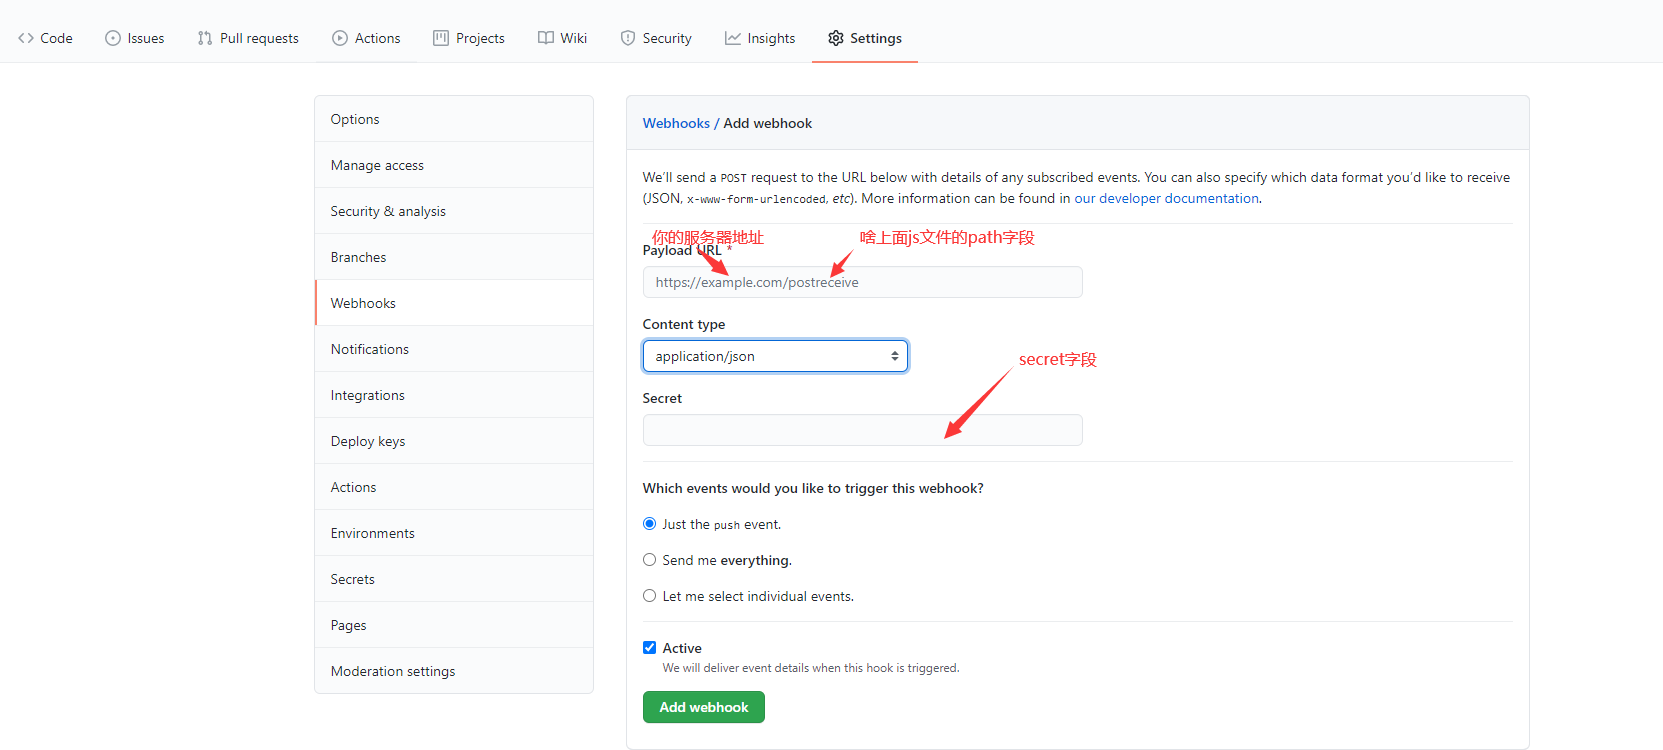 Code
Issues
Pull requests
Actions
Projects
Wiki
Security
Insights
Settings
Options
Manage access
Security & analysis
Branches
Webhooks
Notifications
Integrations
Deploy keys
Actions
Environments
Secrets
Pages
Moderation settings
Webhooks / Add webhook
We’ll send a POST request to the URL below with details of any subscribed events. You can also specify which data format you’d like to receive
(JSON, x-www-form-urlencoded, etc). More information can be found in our developer documentation.
你的服务器地址
啥上面js文件的path字段
Payload URL *
https://example.com/postreceive
Content type
application/json
secret字段
Secret
Which events would you like to trigger this webhook?
Just the push event.
Send me everything.
Let me select individual events.
Active
We will deliver event details when this hook is triggered.
Add webhook